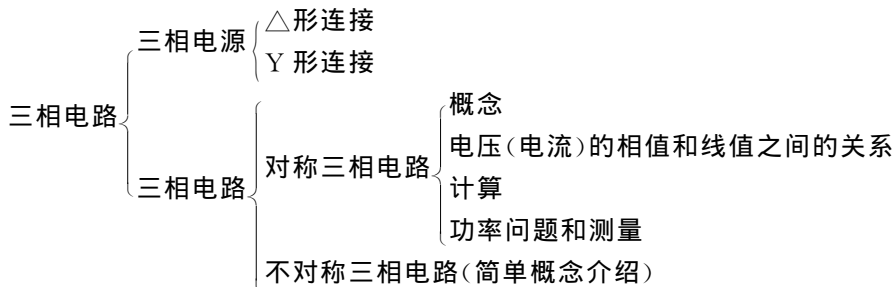 三相电路
三相电源
△形连接
Y 形连接
三相电路
对称三相电路
概念
电压(电流)的相值和线值之间的关系
计算
功率问题和测量
不对称三相电路(简单概念介绍)